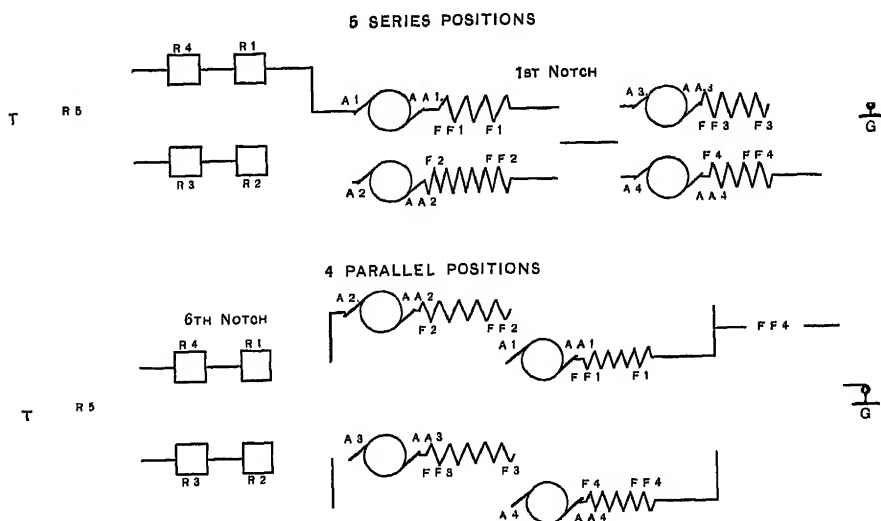 5 SERIES POSITIONS
R4 R1
1ST NOTCH
A1 AA1 A3 AA3
T R5 FF1 F1 FF3 F3 G
F2 FF2 F4 FF4
R3 R2 A2 AA2 A4 AA4
4 PARALLEL POSITIONS
A2 AA2
6TH NOTCH F2 FF2
R4 R1 A1 AA1 FF4
FF1 F1
T R5 G
A3 AA3
R3 R2 FF3 F3
F4 FF4
A4 AA4